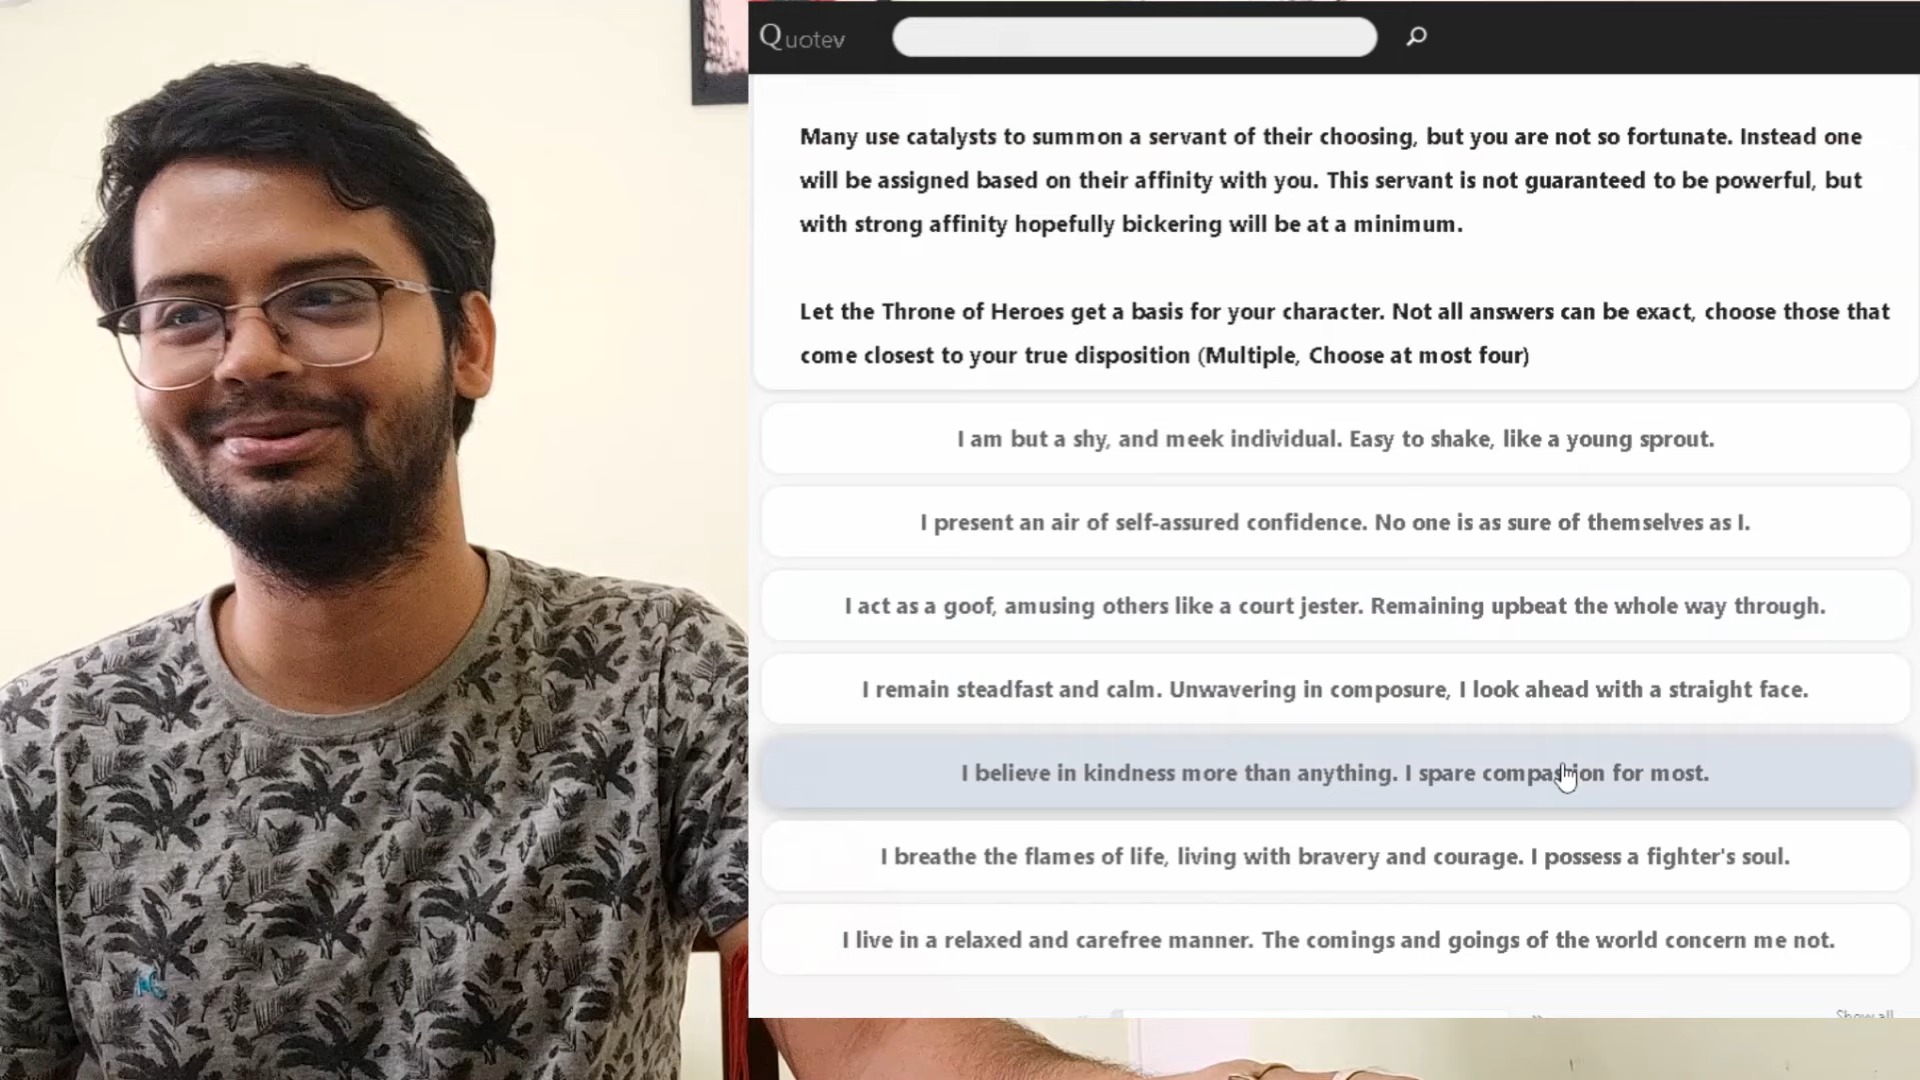 Quotev
Many use catalysts to summon a servant of their choosing, but you are not so fortunate. Instead one
will be assigned based on their affinity with you. This servant is not guaranteed to be powerful, but
with strong affinity hopefully bickering will be at a minimum.
Let the Throne of Heroes get a basis for your character. Not all answers can be exact, choose those that
come closest to your true disposition (Multiple, Choose at most four)
I am but a shy, and meek individual. Easy to shake, like a young sprout.
I present an air of self-assured confidence. No one is as sure of themselves as I.
I act as a goof, amusing others like a court jester. Remaining upbeat the whole way through.
I remain steadfast and calm. Unwavering in composure, I look ahead with a straight face.
I believe in kindness more than anything. I spare compassion for most.
I breathe the flames of life, living with bravery and courage. I possess a fighter's soul.
I live in a relaxed and carefree manner. The comings and goings of the world concern me not.
Show all